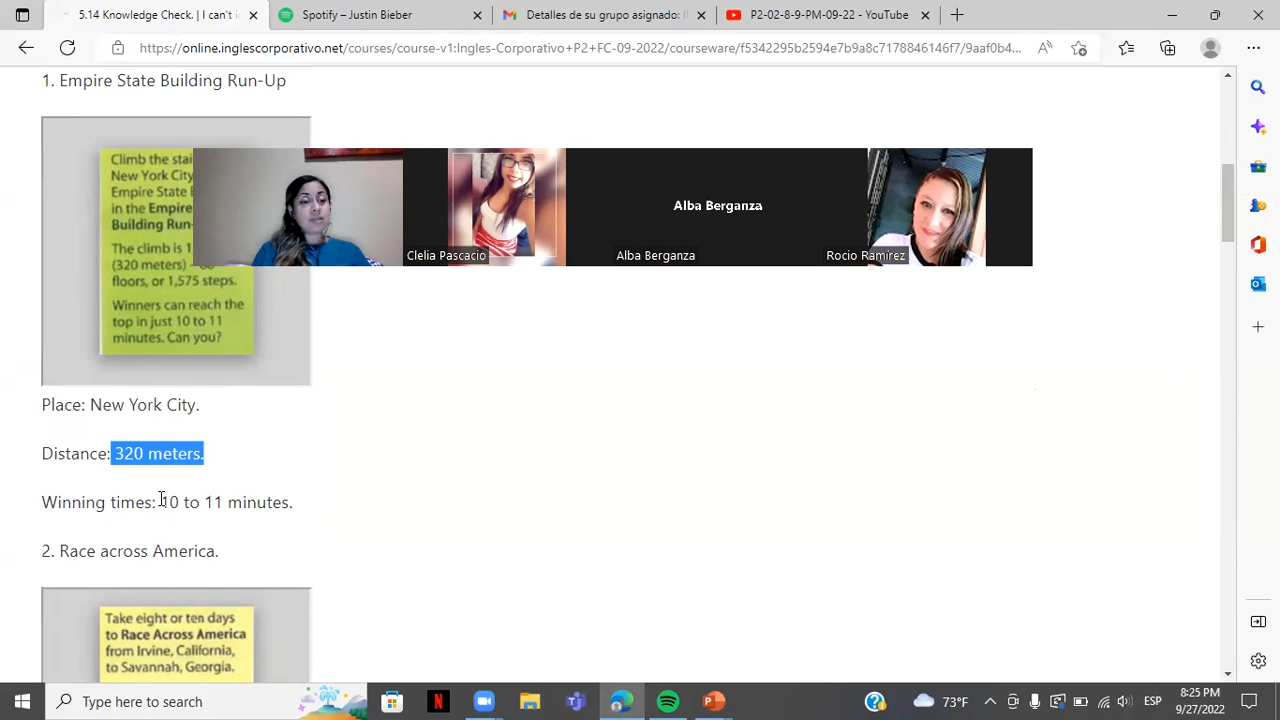 5.14 Knowledge Check. | I can't i
Spotify – Justin Bieber
Detalles de su grupo asignado: II
P2-02-8-9-PM-09-22 - YouTube
https://online.inglescorporativo.net/courses/course-v1:Ingles-Corporativo+P2+FC-09-2022/courseware/f5342295b2534e7b9a8c7178846146f7/9aaf0b4...
1. Empire State Building Run-Up
Climb the stai
New York City
Empire State B
in the Empire
Building Run-
The climb is 1
(320 meters)
floors, or 1,575 steps.
Winners can reach the
top in just 10 to 11
minutes. Can you?
Alba Berganza
Clelia Pascacio
Alba Berganza
Rocio Ramírez
Place: New York City.
Distance: 320 meters.
Winning times: 10 to 11 minutes.
2. Race across America.
Take eight or ten days
to Race Across America
from Irvine, California,
to Savannah, Georgia.
Type here to search
73°F
ESP
8:25 PM
9/27/2022